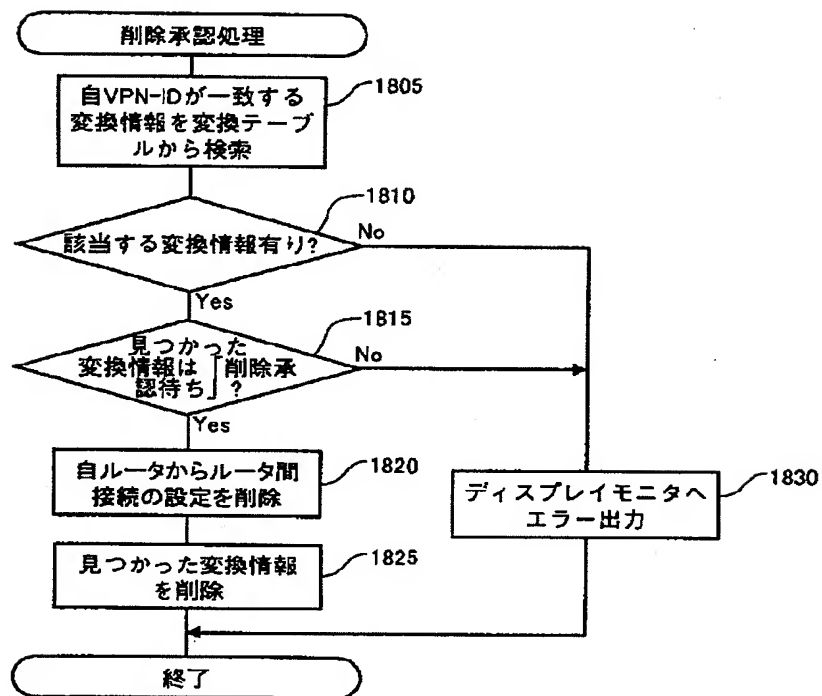 削除承認処理
1805
自VPN-IDが一致する
変換情報を変換テーブ
ルから検索
1810
該当する変換情報有り?
No
Yes
1815
見つかった
変換情報は「削除承
認待ち」?
No
Yes
1820
自ルータからルータ間
接続の設定を削除
1830
ディスプレイモニタへ
エラー出力
1825
見つかった変換情報
を削除
終了